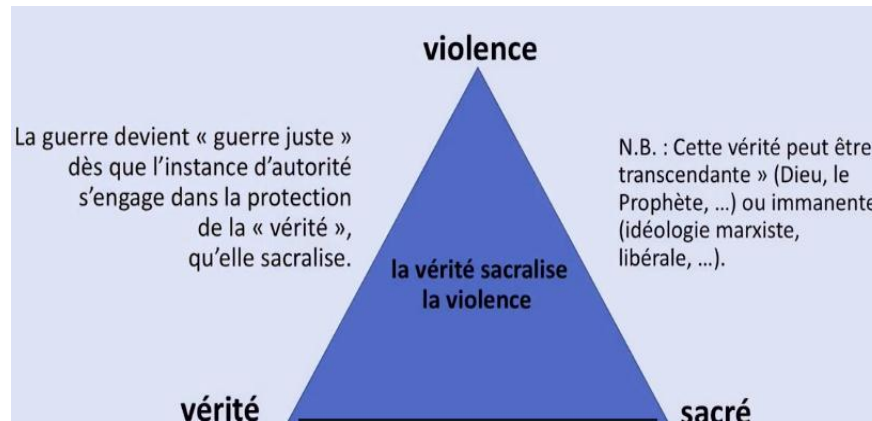 violence
La guerre devient « guerre juste »
dès que l’instance d’autorité
s’engage dans la protection
de la « vérité »,
qu’elle sacralise.
N.B. : Cette vérité peut être
transcendante » (Dieu, le
Prophète, ...) ou immanente
(idéologie marxiste,
libérale, ...).
la vérité sacralise
la violence
vérité
sacré